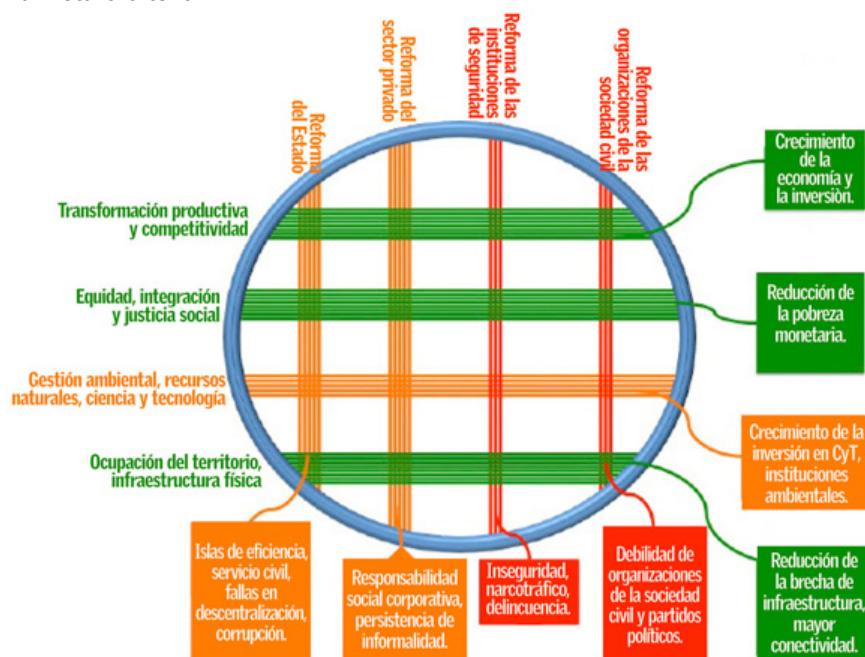 Reforma
del Estado
Reforma del
sector privado
Reforma de las
instituciones
de seguridad
Reforma de las
organizaciones de la
sociedad civil
Transformación productiva
y competitividad
Equidad, integración
y justicia social
Gestión ambiental, recursos
naturales, ciencia y tecnología
Ocupación del territorio,
infraestructura física
Crecimiento
de la
economía y
la inversiòn.
Reducción de
la pobreza
monetaria.
Crecimiento de la
inversión en CyT,
instituciones
ambientales.
Reducción de
la brecha de
infraestructura,
mayor
conectividad.
Islas de eficiencia,
servicio civil,
fallas en
descentralización,
corrupción.
Responsabilidad
social corporativa,
persistencia de
informalidad.
Inseguridad,
narcotráfico,
delincuencia.
Debilidad de
organizaciones
de la sociedad
civil y partidos
políticos.